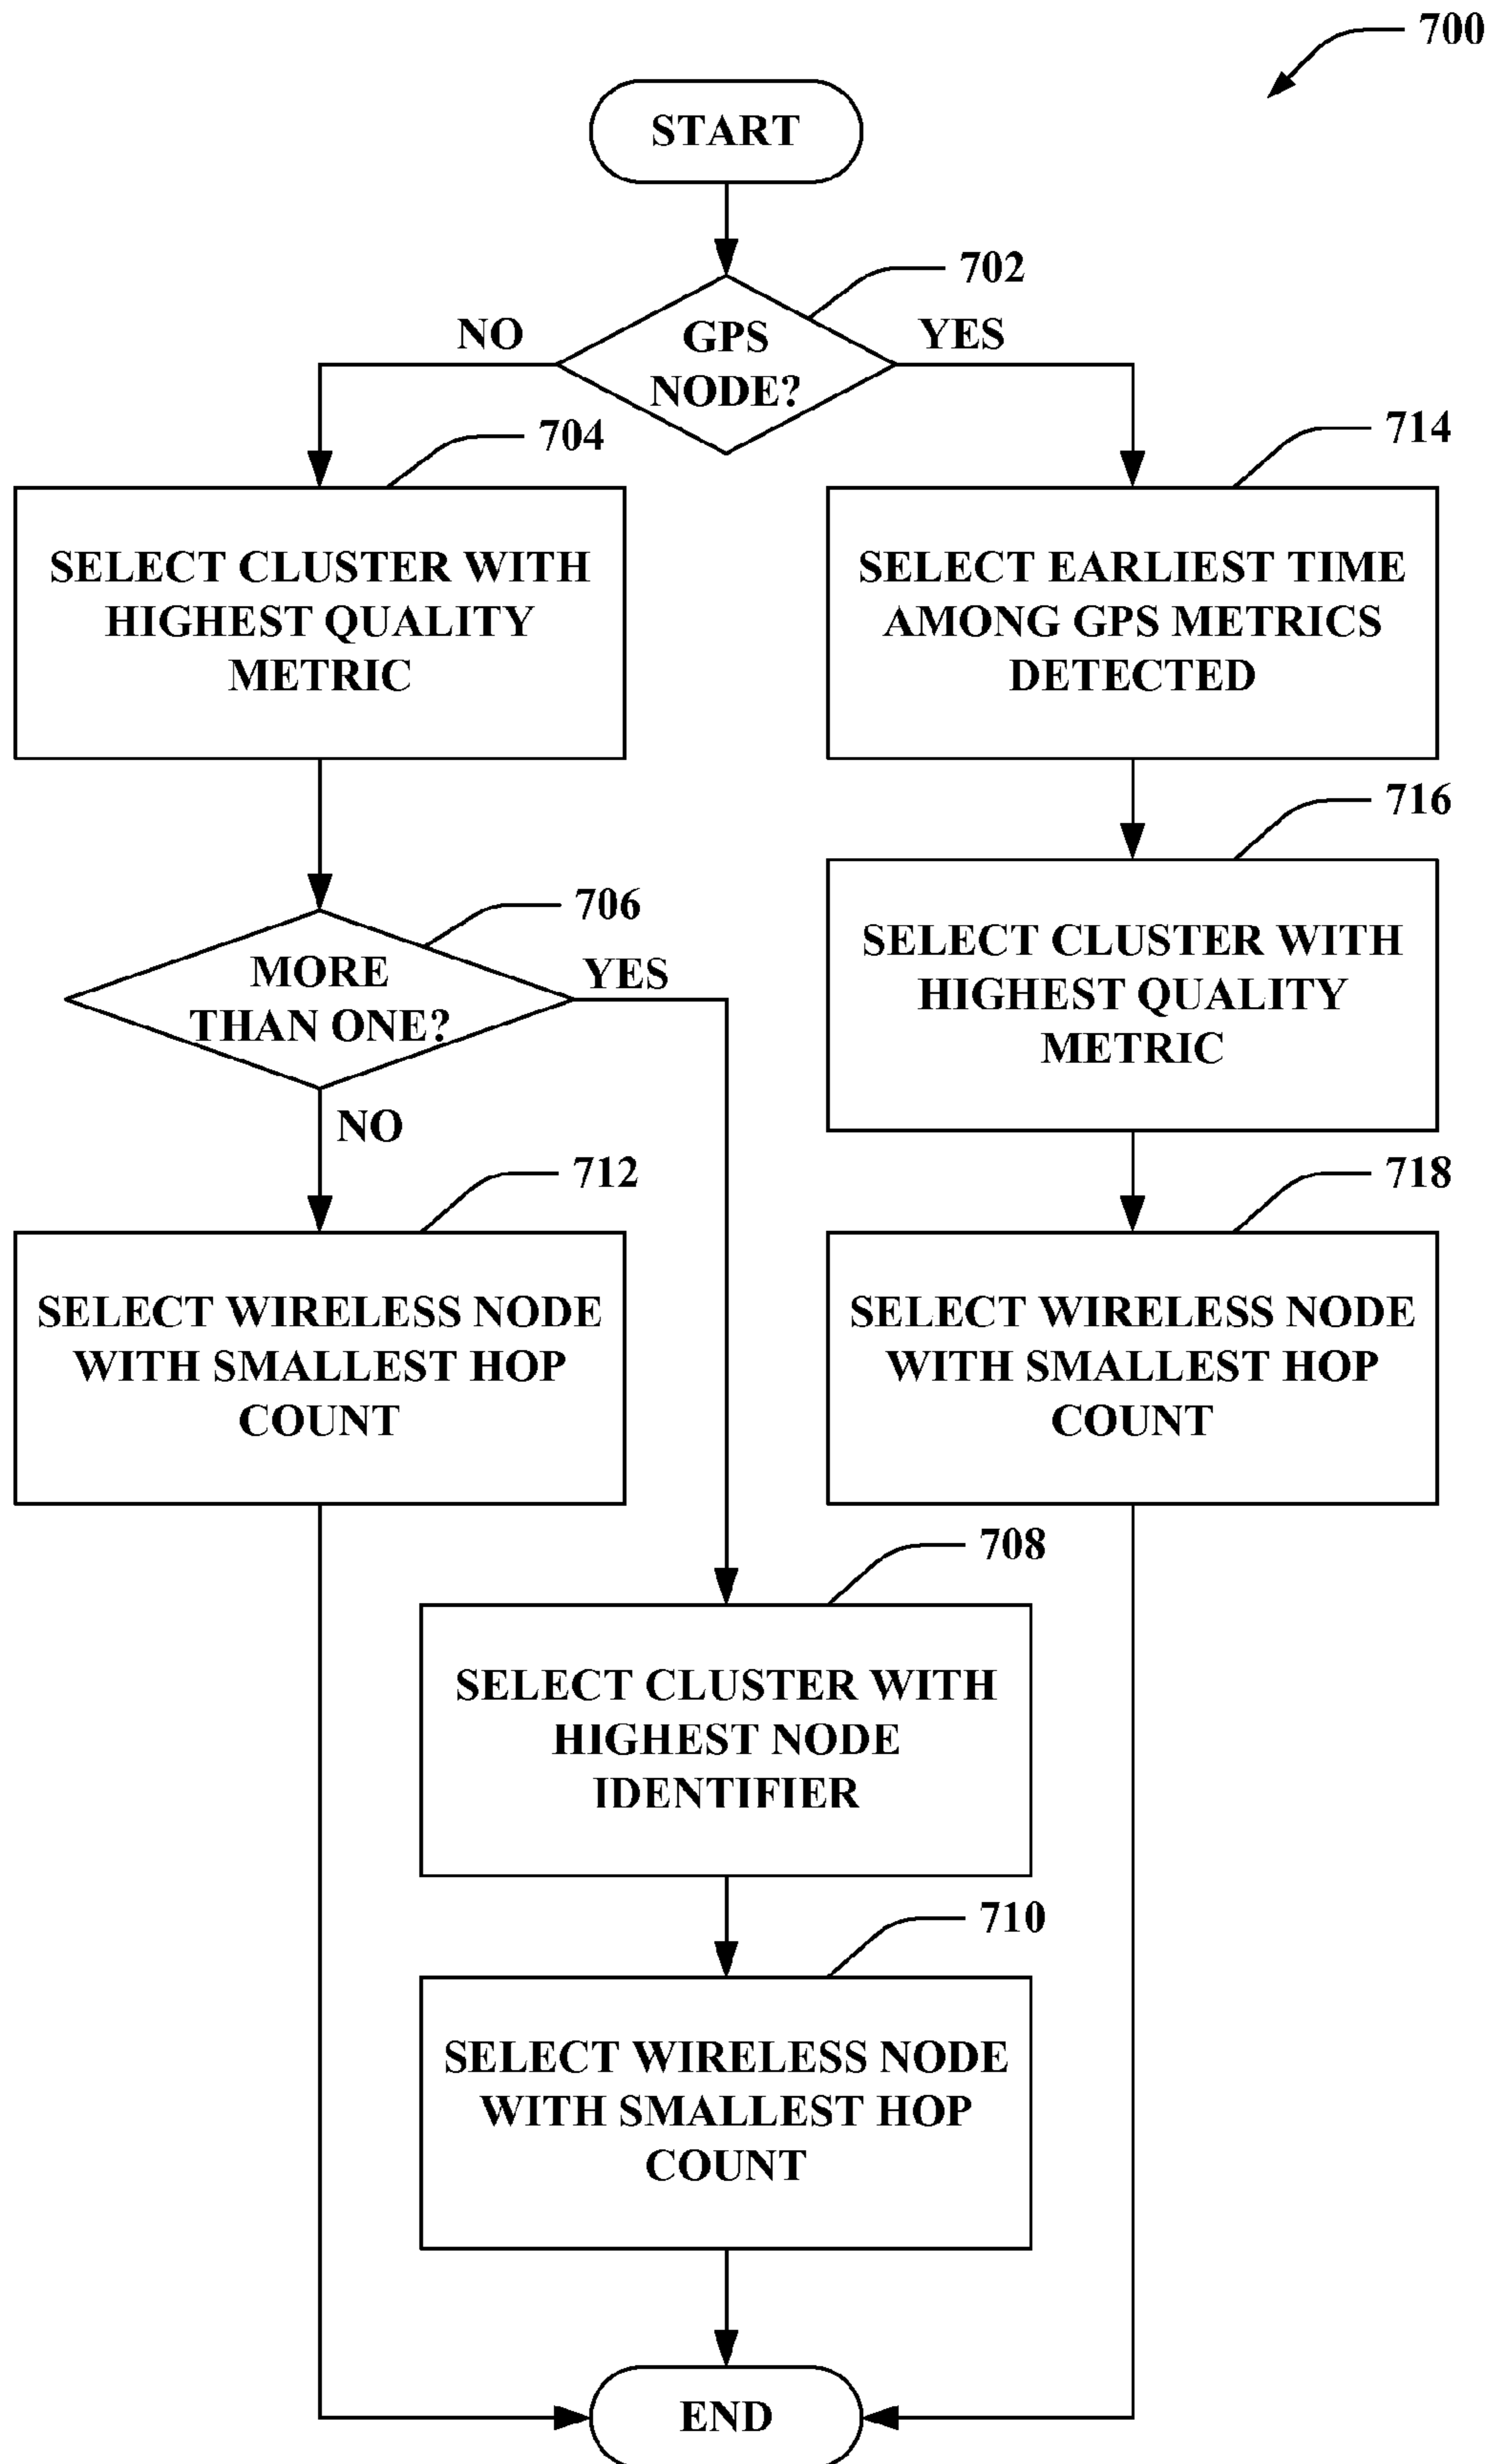 700
START
702
NO
GPS
NODE?
YES
704
714
SELECT CLUSTER WITH
HIGHEST QUALITY
METRIC
SELECT EARLIEST TIME
AMONG GPS METRICS
DETECTED
716
706
MORE
THAN ONE?
YES
SELECT CLUSTER WITH
HIGHEST QUALITY
METRIC
NO
712
718
SELECT WIRELESS NODE
WITH SMALLEST HOP
COUNT
SELECT WIRELESS NODE
WITH SMALLEST HOP
COUNT
708
SELECT CLUSTER WITH
HIGHEST NODE
IDENTIFIER
710
SELECT WIRELESS NODE
WITH SMALLEST HOP
COUNT
END